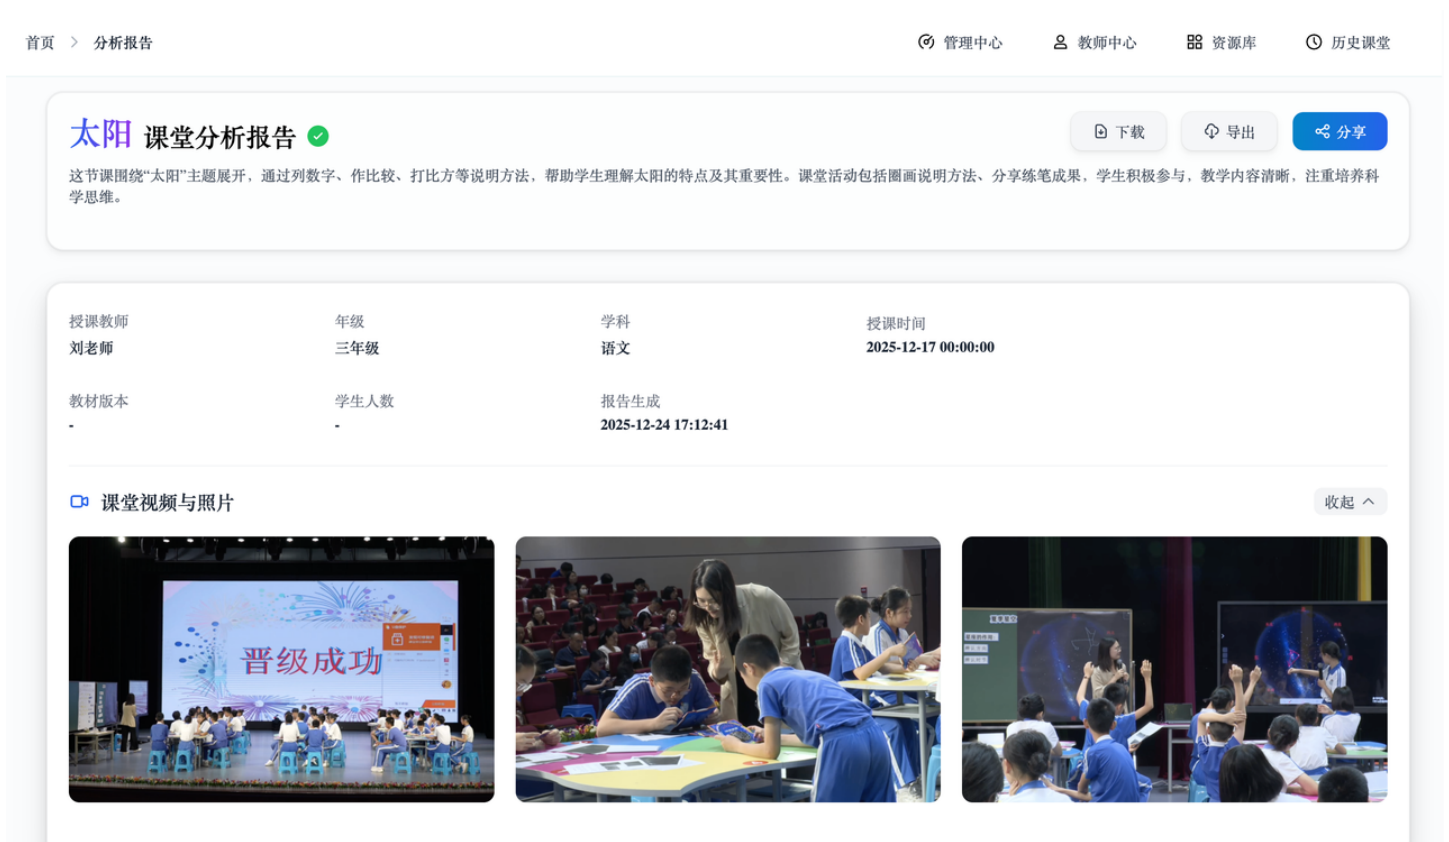 首页 > 分析报告
管理中心
教师中心
资源库
历史课堂
太阳 课堂分析报告
下载
导出
分享
这节课围绕“太阳”主题展开，通过列数字、作比较、打比方等说明方法，帮助学生理解太阳的特点及其重要性。课堂活动包括圈画说明方法、分享练笔成果，学生积极参与，教学内容清晰，注重培养科
学思维。
授课教师
刘老师
年级
三年级
学科
语文
授课时间
2025-12-17 00:00:00
教材版本
-
学生人数
-
报告生成
2025-12-24 17:12:41
课堂视频与照片
收起
晋级成功